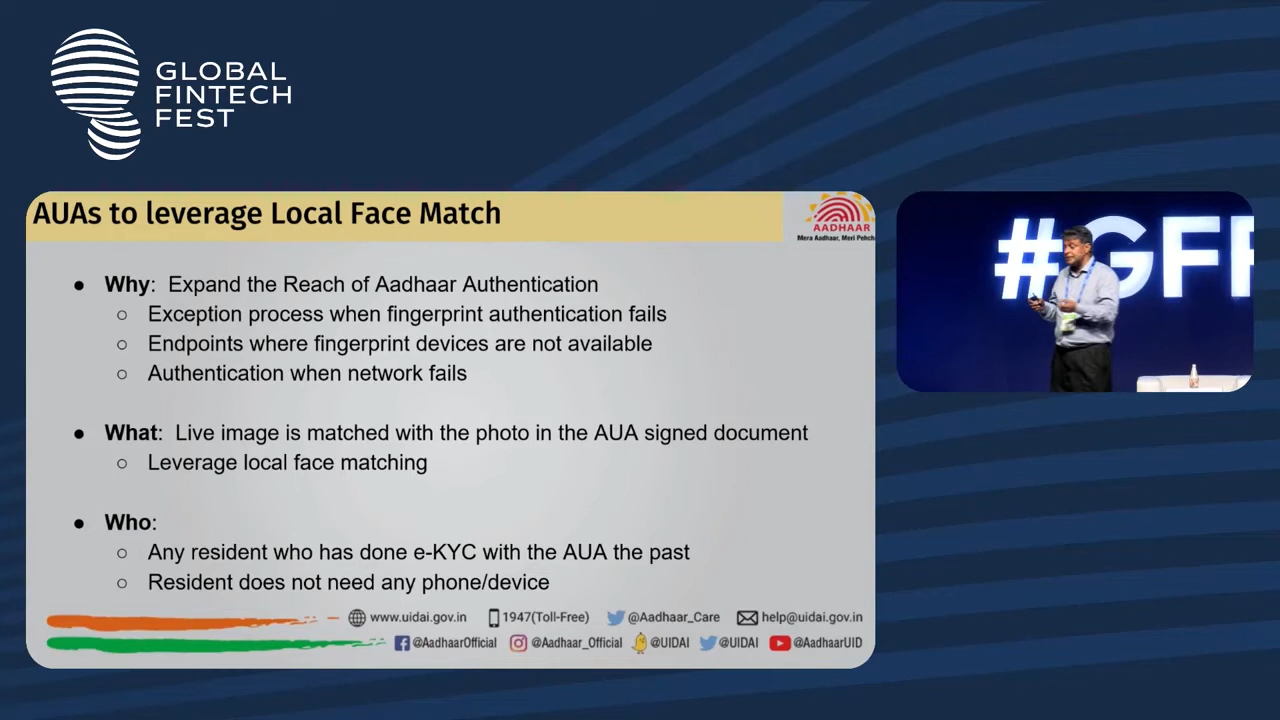 GLOBAL
FINTECH
FEST
AUAs to leverage Local Face Match
AADHAAR
Mera Aadhaar, Meri Pehch
● Why: Expand the Reach of Aadhaar Authentication
○ Exception process when fingerprint authentication fails
○ Endpoints where fingerprint devices are not available
○ Authentication when network fails
● What: Live image is matched with the photo in the AUA signed document
○ Leverage local face matching
● Who:
○ Any resident who has done e-KYC with the AUA the past
○ Resident does not need any phone/device
www.uidai.gov.in 1947(Toll-Free) @Aadhaar_Care help@uidai.gov.in
@AadhaarOfficial @Aadhaar_Official @UIDAI @UIDAI @AadhaarUID
#GFF